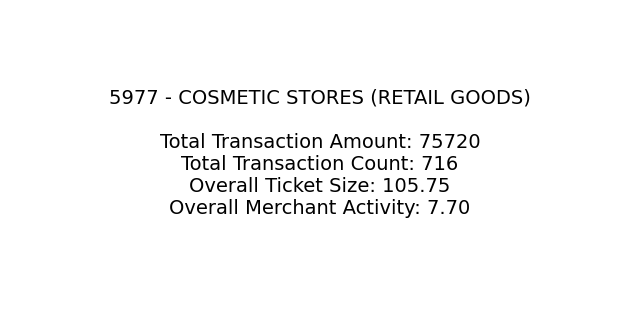 5977 - COSMETIC STORES (RETAIL GOODS)
Total Transaction Amount: 75720
Total Transaction Count: 716
Overall Ticket Size: 105.75
Overall Merchant Activity: 7.70